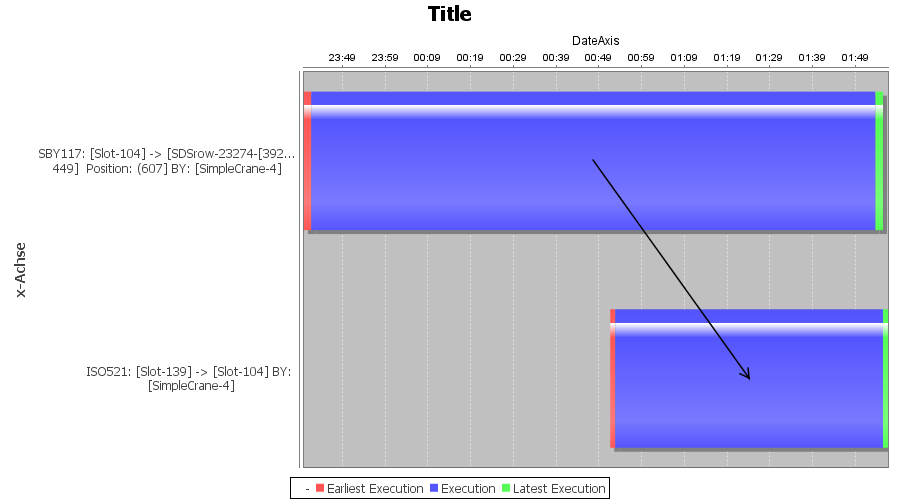 Title
DateAxis
23:49 23:59 00:09 00:19 00:29 00:39 00:49 00:59 01:09 01:19 01:29 01:39 01:49
SBY117: [Slot-104] -> [SDSrow-23274-[392...
449]  Position: (607] BY: [SimpleCrane-4]
x-Achse
ISO521: [Slot-139] -> [Slot-104] BY:
[SimpleCrane-4]
- Earliest Execution Execution Latest Execution